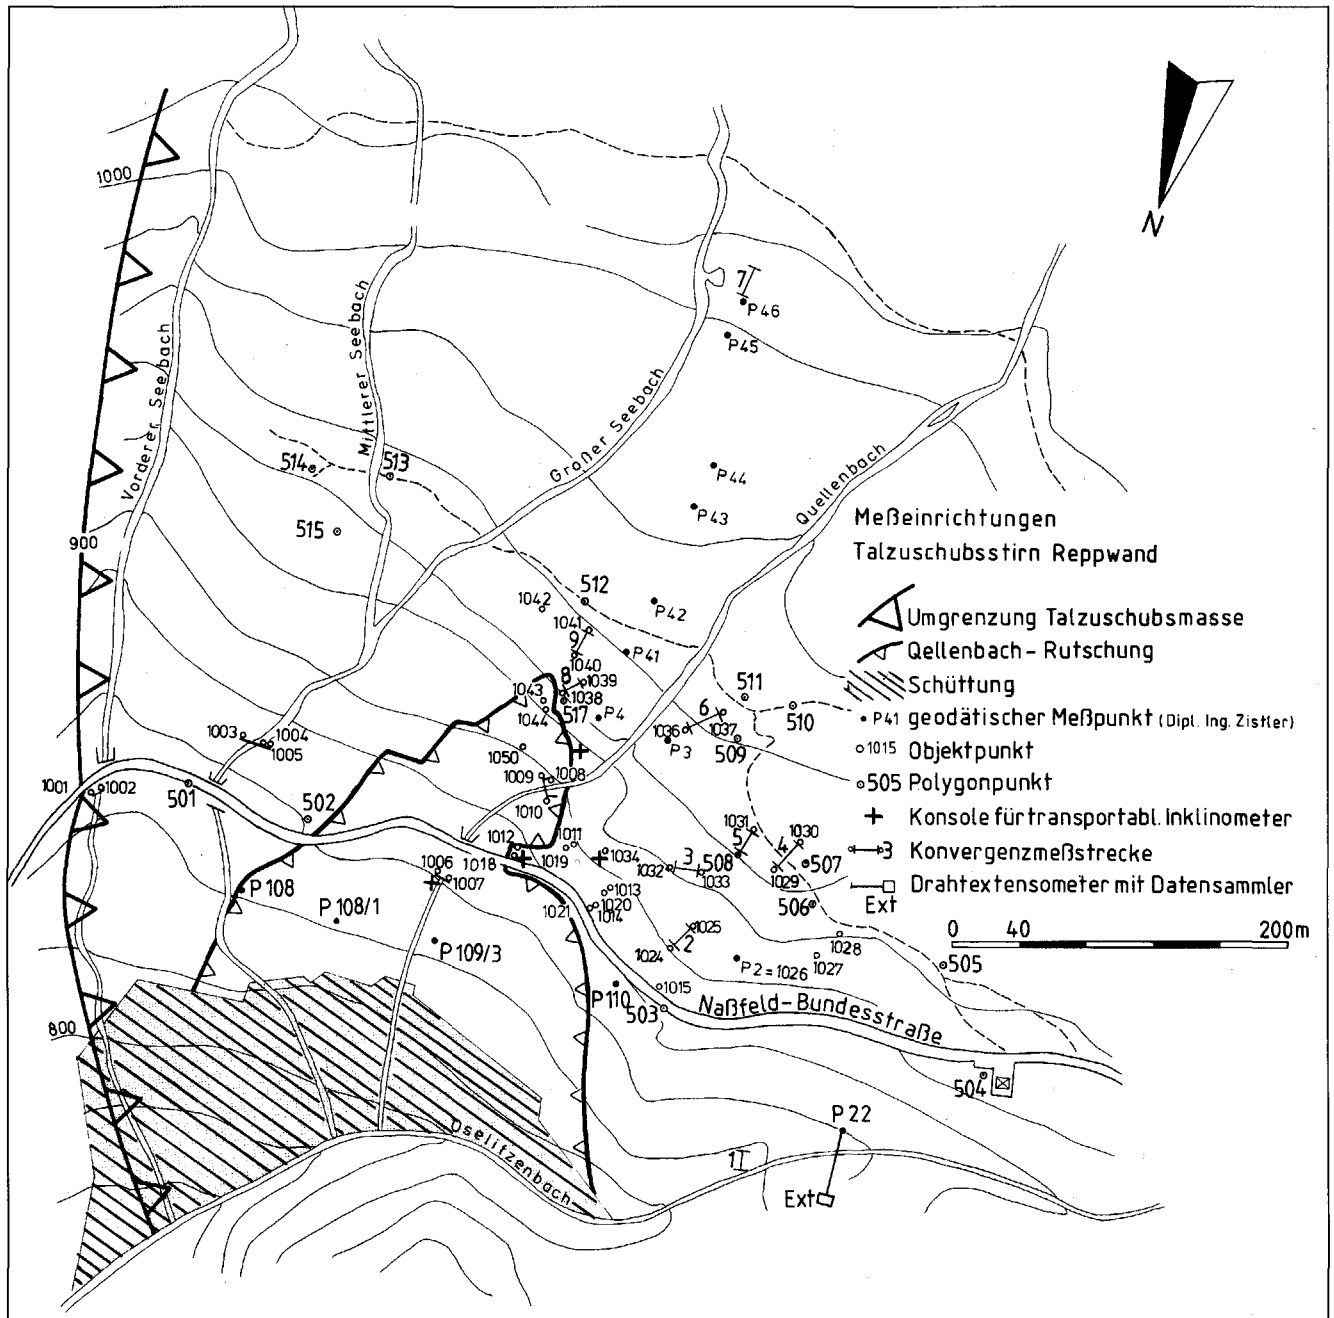 N
1000
7
P46
P45
Vorderer Seebach
Mittlerer Seebach
Großer Seebach
Quellenbach
514
513
P44
P43
515
900
Meßeinrichtungen
Talzuschubsstirn Reppwand
Umgrenzung Talzuschubsmasse
Qellenbach-Rutschung
Schüttung
P41 geodätischer Meßpunkt (Dipl. Ing. Zistler)
1015 Objektpunkt
505 Polygonpunkt
Konsole für transportabl. Inklinometer
3 Konvergenzmeßstrecke
Drahtextensometer mit Datensammler
Ext
0 40 200m
1042
512
P42
1041
9
P41
1040
8
1039
1038
1043
1044
517
P4
511
510
6
1036
1037
P3
509
1003
1004
1005
1050
1009
1008
1010
1001
1002
501
502
1012
1011
1018
1019
1034
1031
1030
5
4
3
508
507
1032
1033
1029
506
1006
1007
1013
1020
1014
1021
P108
P108/1
P109/3
1025
1024
2
1028
1027
P2=1026
505
1015
P110
503
Naßfeld-Bundesstraße
504
800
Oselitzenbach
P22
1
Ext